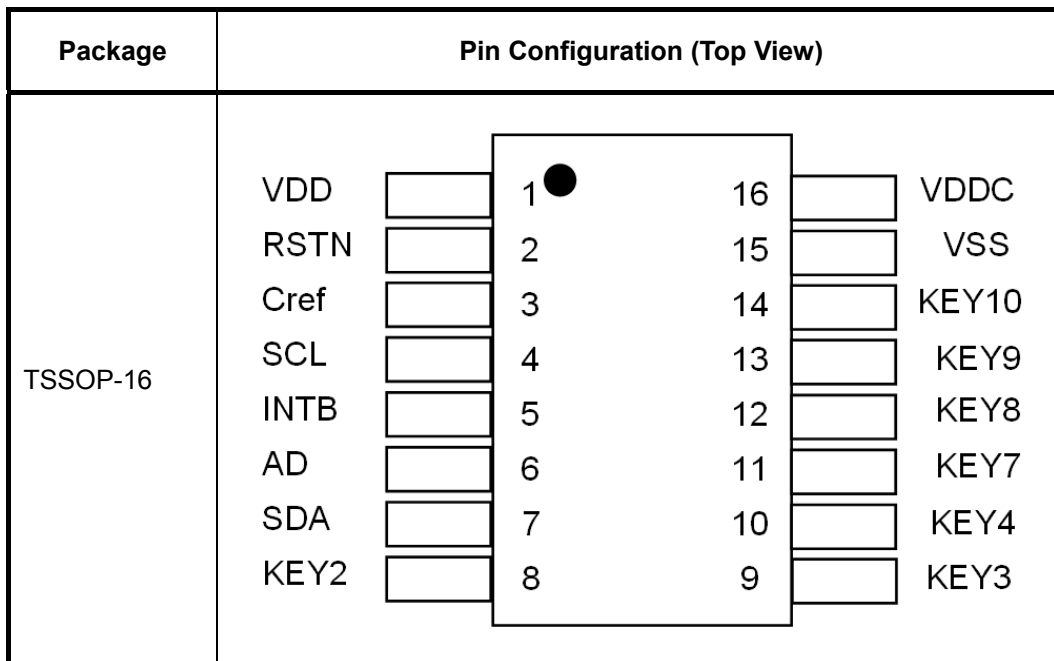 Package Pin Configuration (Top View)
TSSOP-16
VDD 1 16 VDDC
RSTN 2 15 VSS
Cref 3 14 KEY10
SCL 4 13 KEY9
INTB 5 12 KEY8
AD 6 11 KEY7
SDA 7 10 KEY4
KEY2 8 9 KEY3